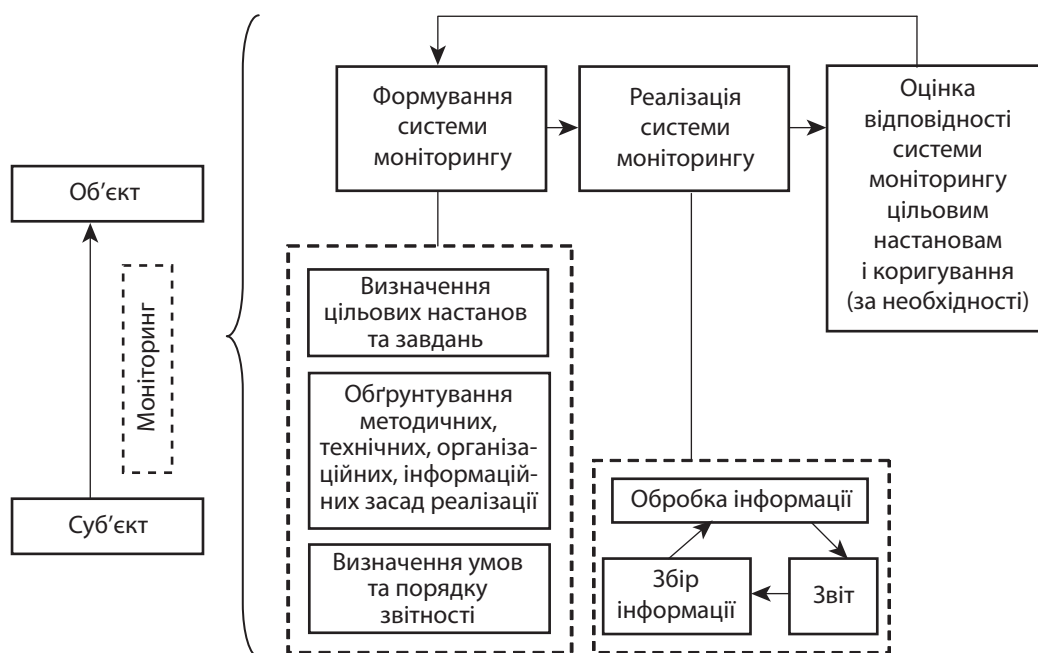 Об’єкт
Моніторинг
Суб’єкт
Формування
системи
моніторингу
Реалізація
системи
моніторингу
Оцінка
відповідності
системи
моніторингу
цільовим
настановам
і коригування
(за необхідності)
Визначення
цільових настанов
та завдань
Обґрунтування
методичних,
технічних, організа-
ційних, інформацій-
них засад реалізації
Визначення умов
та порядку
звітності
Обробка інформації
Збір
інформації
Звіт